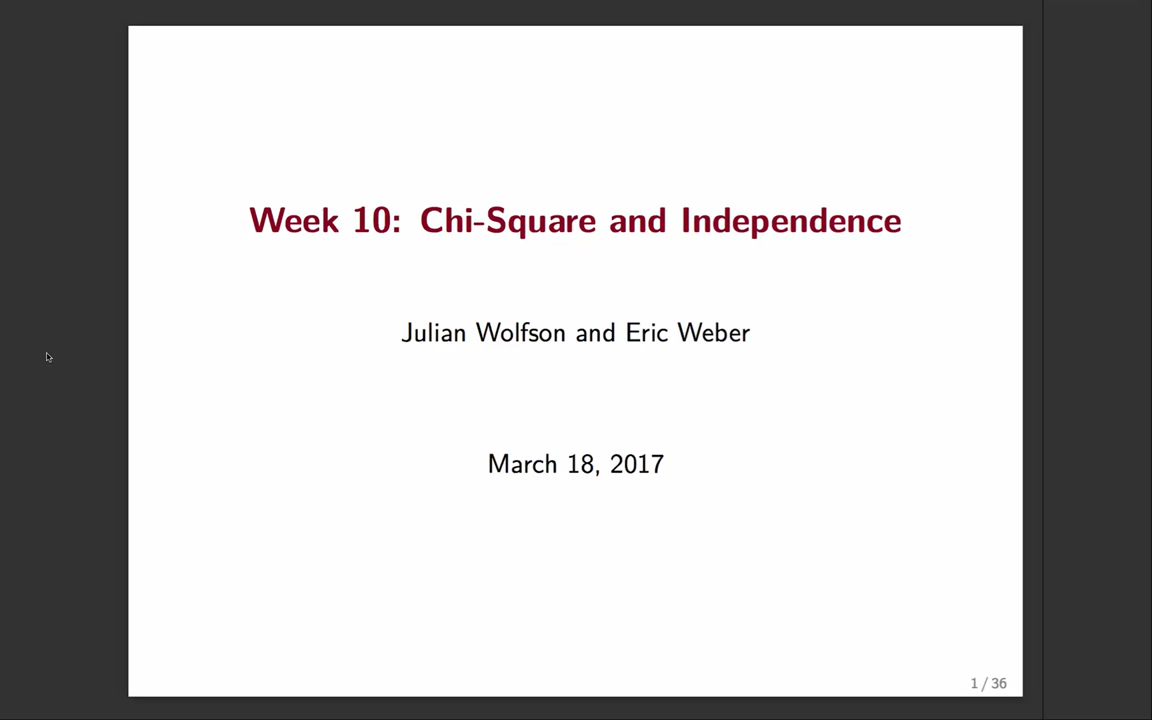 Week 10: Chi-Square and Independence
Julian Wolfson and Eric Weber
March 18, 2017
1 / 36